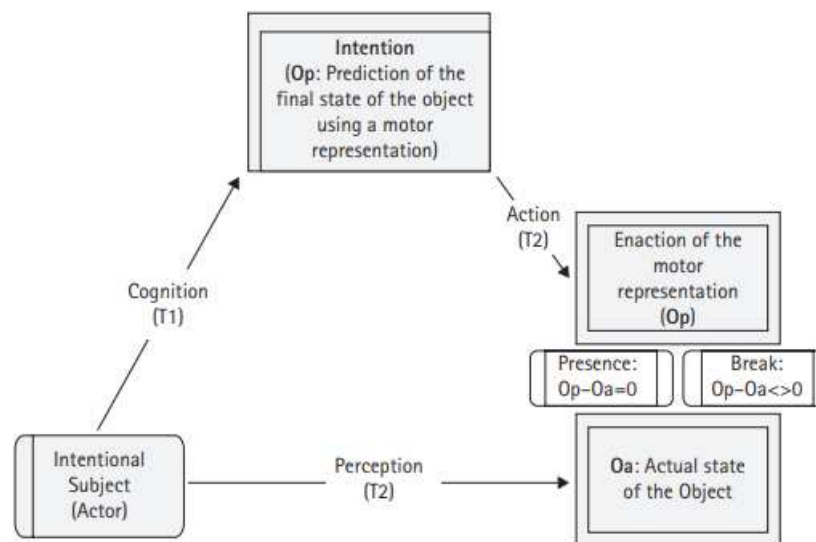 Intention
(Op: Prediction of the
final state of the object
using a motor
representation)
Action
(T2)
Enaction of the
motor
representation
(Op)
Cognition
(T1)
Presence:
Op–Oa=0
Break:
Op–Oa<>0
Intentional
Subject
(Actor)
Perception
(T2)
Oa: Actual state
of the Object